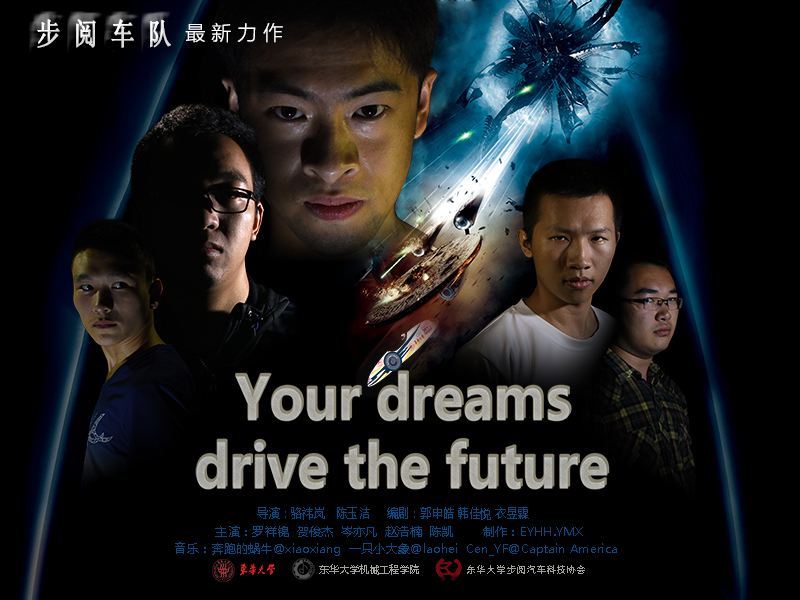 步阅车队 最新力作
Your dreams
drive the future
导演：骆祎岚 陈玉洁 编剧：郭申皓 韩佳悦 衣昱霖
主演：罗祥槐 贺俊杰 岑亦凡 赵浩楠 陈凯 制作：EYHH.YMX
音乐：奔跑的蜗牛@xiaoxiang 一只小大象@laohei Cen_YF@Captain America
东华大学 东华大学机械工程学院 东华大学步阅汽车科技协会